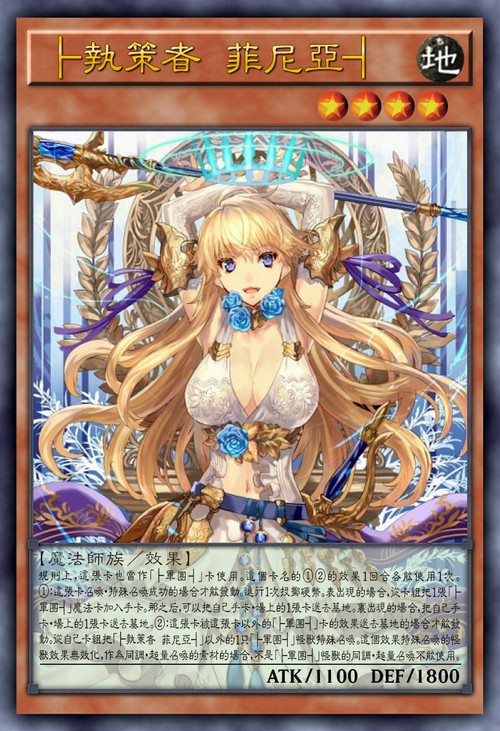 ├執策者 菲尼亞┤
地
【魔法師族／效果】
規則上，這張卡也當作「├軍團┤」卡使用。這個卡名的①②的效果1回合各能使用1次。
①:這張卡召喚·特殊召喚成功的場合才能發動。進行1次投擲硬幣。表出現的場合，從卡組把1張「├
軍團┤」魔法卡加入手卡。那之后，可以把自己手卡·場上的1張卡送去墓地。裏出現的場合，把自己手
卡·場上的1張卡送去墓地。②:這張卡被這張卡以外的「├軍團┤」卡的效果送去墓地的場合才能發
動。從自己卡組把「├執策者 菲尼亞┤」以外的1只「├軍團┤」怪獸特殊召喚。這個效果特殊召喚的怪
獸效果無效化，作為同調·超量召喚的素材的場合，不是「├軍團┤」怪獸的同調·超量召喚不能使用。
ATK/1100 DEF/1800